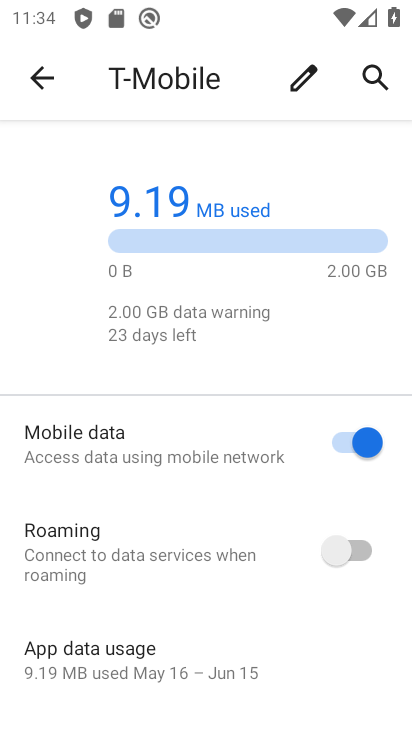 11:34
T-Mobile
9.19 MB used
0 B 2.00 GB
2.00 GB data warning
23 days left
Mobile data
Access data using mobile network
Roaming
Connect to data services when
roaming
App data usage
9.19 MB used May 16 – Jun 15